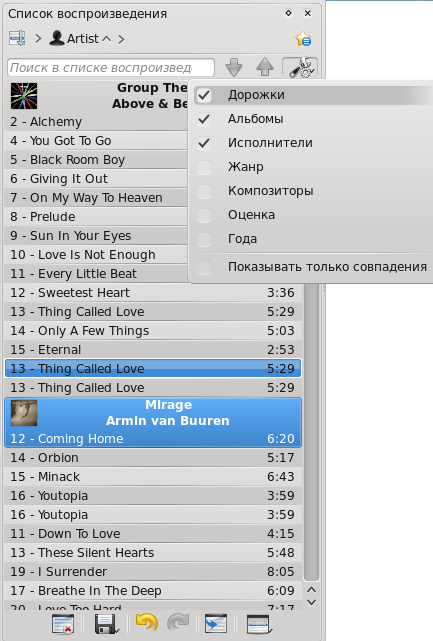 Список воспроизведения
Artist
Поиск в списке воспроизвед
Group The
Above & Be
2 - Alchemy
4 - You Got To Go
5 - Black Room Boy
6 - Giving It Out
7 - On My Way To Heaven
8 - Prelude
9 - Sun In Your Eyes
10 - Love Is Not Enough
11 - Every Little Beat
Дорожки
Альбомы
Исполнители
Жанр
Композиторы
Оценка
Года
Показывать только совпадения
12 - Sweetest Heart 3:36
13 - Thing Called Love 5:29
14 - Only A Few Things 5:03
15 - Eternal 2:53
13 - Thing Called Love 5:29
13 - Thing Called Love 5:29
Mirage
Armin van Buuren
12 - Coming Home 6:20
14 - Orbion 5:17
15 - Minack 6:43
16 - Youtopia 3:59
16 - Youtopia 3:59
11 - Down To Love 4:15
13 - These Silent Hearts 5:48
19 - I Surrender 8:05
17 - Breathe In The Deep 6:09
20 - Love Too Hard 7:17